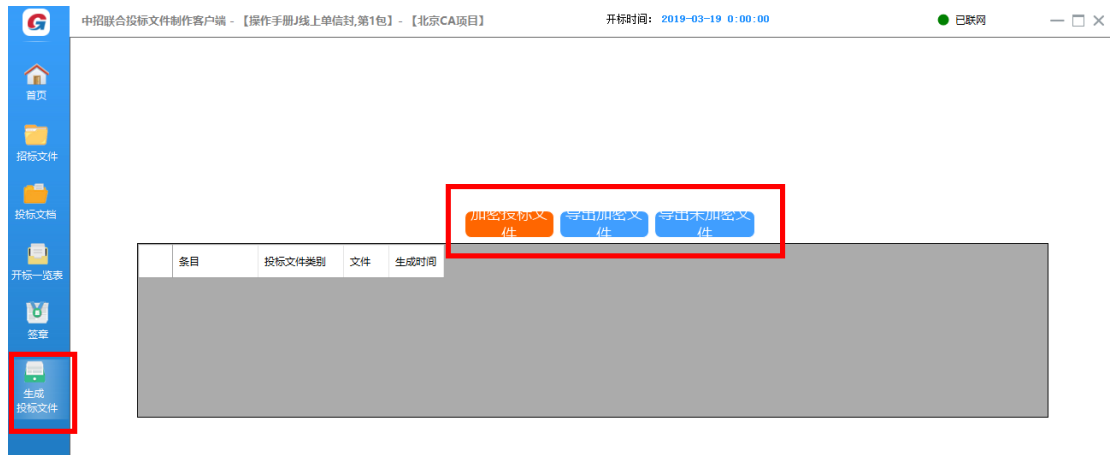 中招联合投标文件制作客户端 - 【操作手册J线上单信封,第1包】 - 【北京CA项目】
开标时间： 2019-03-19 0:00:00
已联网
首页
招标文件
投标文档
开标一览表
签章
生成
投标文件
加密投标文
件
导出加密文
件
导出未加密文
件
条目 投标文件类别 文件 生成时间